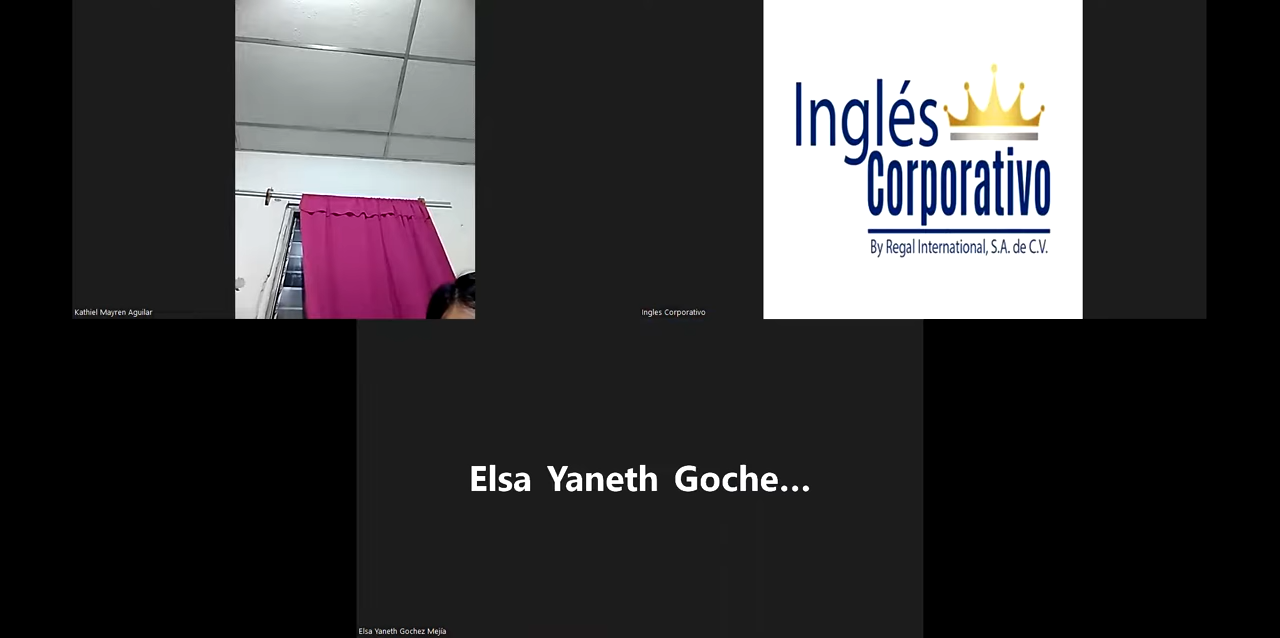 Inglés
Corporativo
By Regal International, S.A. de C.V.
Kathiel Mayren Aguilar
Ingles Corporativo
Elsa Yaneth Goche...
Elsa Yaneth Gochez Mejía